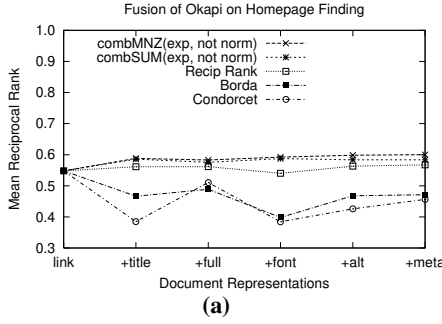 Fusion of Okapi on Homepage Finding
1.0
0.9
0.8
0.7
0.6
0.5
0.4
0.3
Mean Reciprocal Rank
combMNZ(exp, not norm)
combSUM(exp, not norm)
Recip Rank
Borda
Condorcet
link +title +full +font +alt +meta
Document Representations
(a)